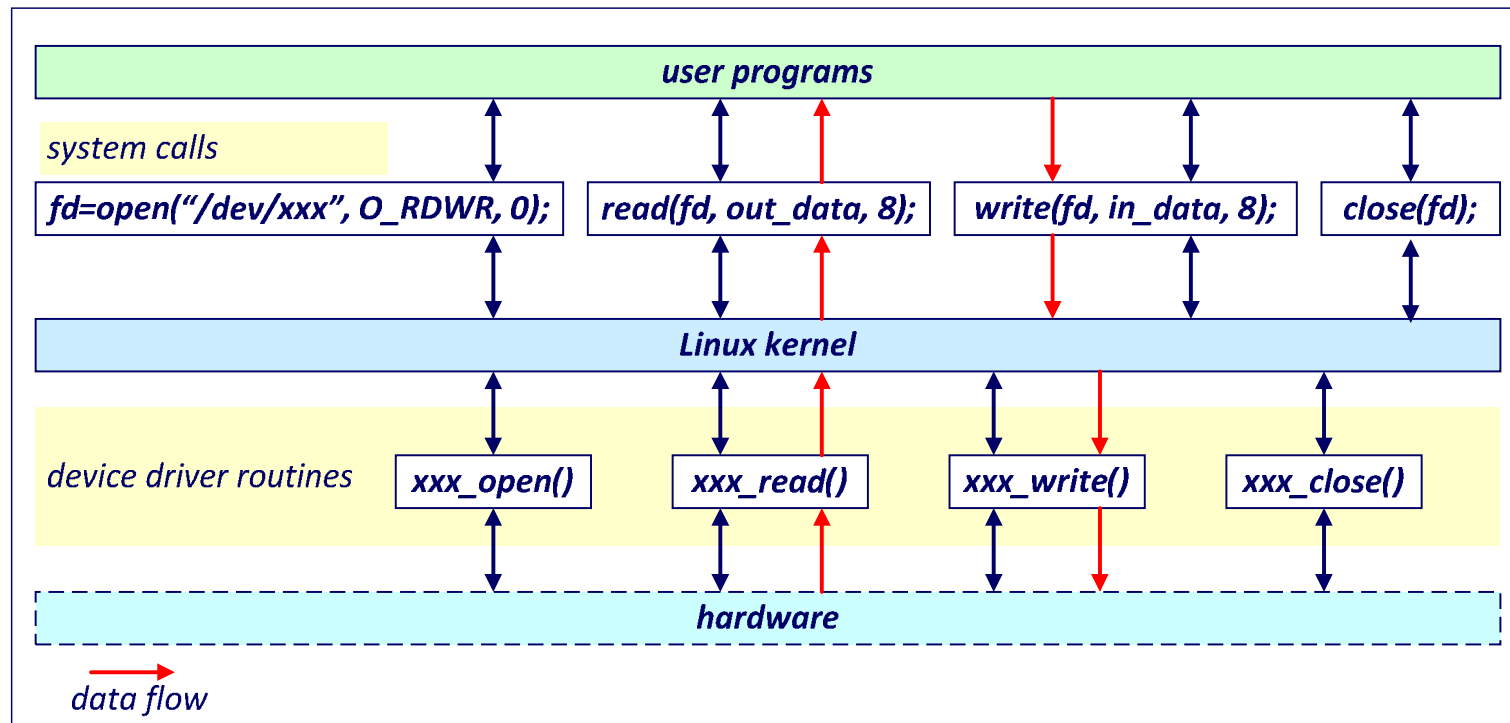 user programs
system calls
fd=open(“/dev/xxx”, O_RDWR, 0);
read(fd, out_data, 8);
write(fd, in_data, 8);
close(fd);
Linux kernel
device driver routines
xxx_open()
xxx_read()
xxx_write()
xxx_close()
hardware
data flow